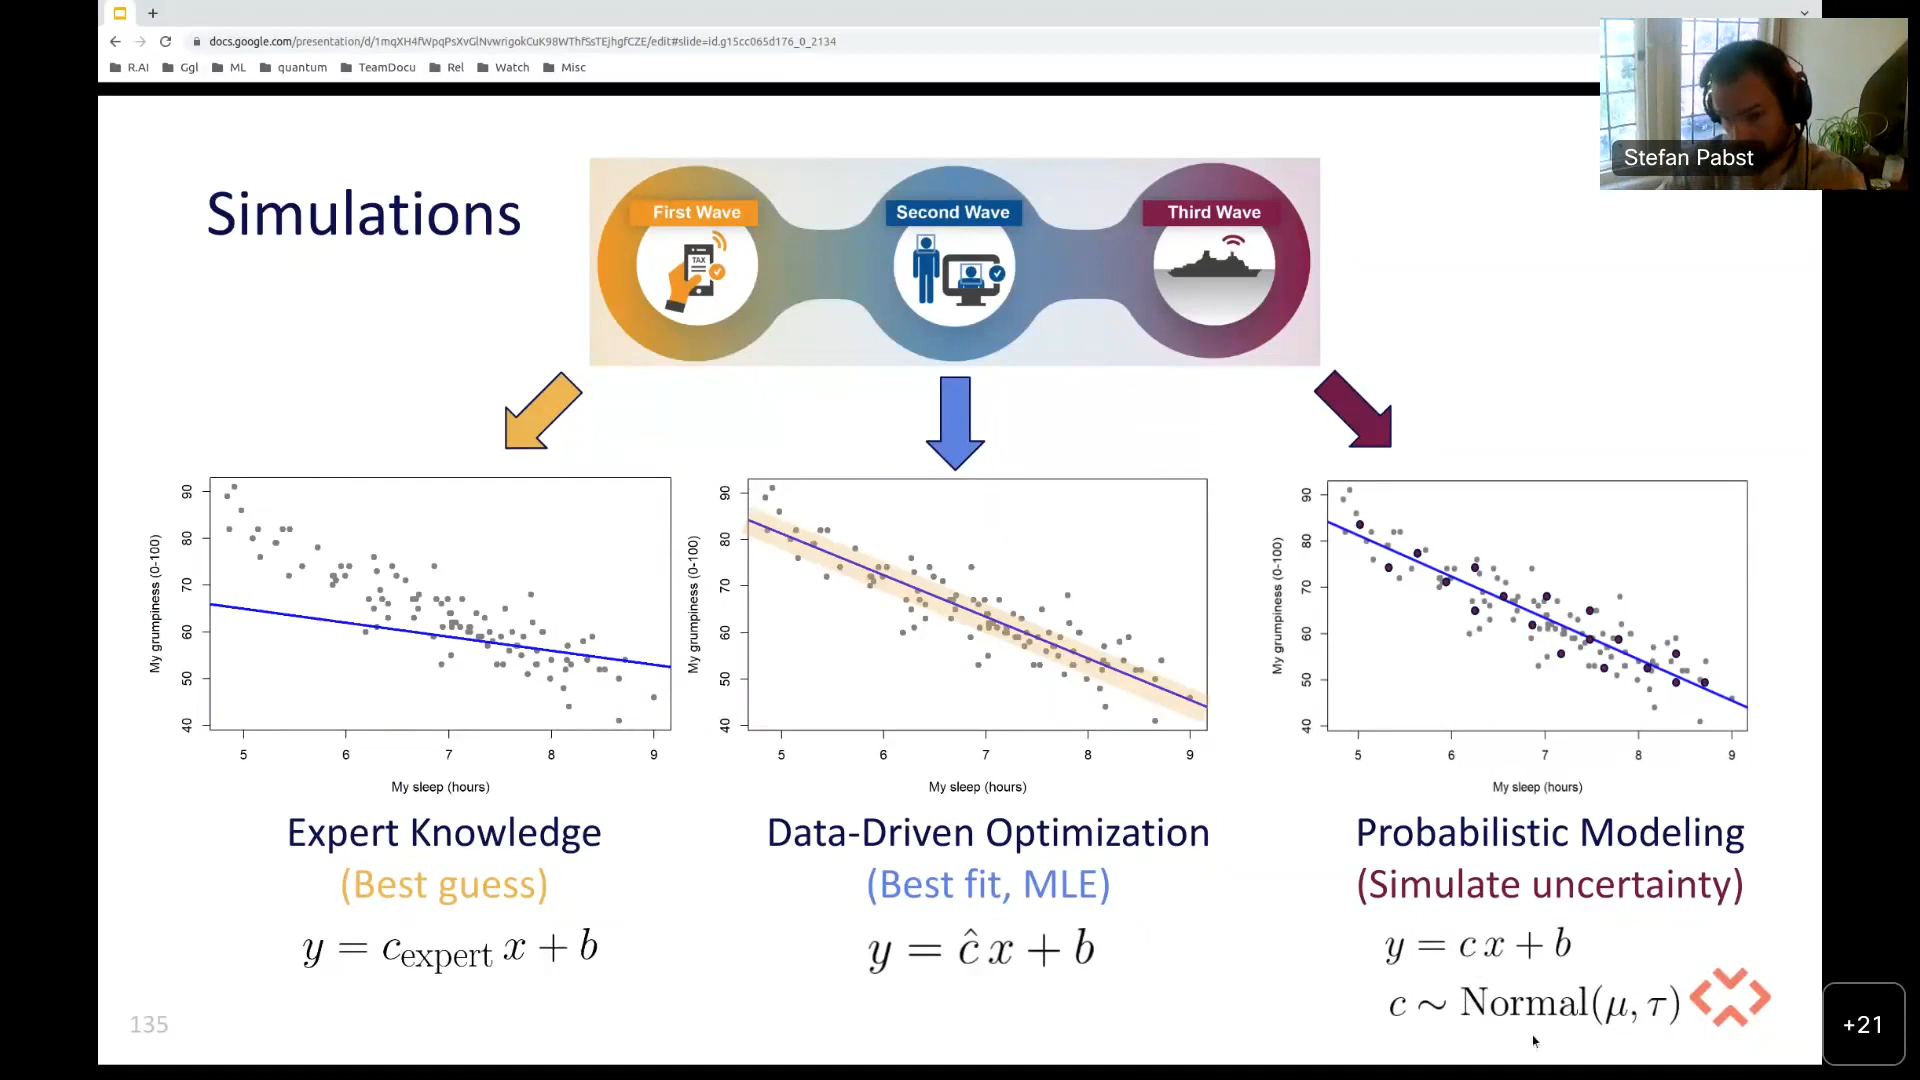 docs.google.com/presentation/d/1mqXH4fWpqPsXvGlNvwrigokCuK98WThfSsTEjhgfCZE/edit#slide=id.g15cc065d176_0_2134
R.AI Ggl ML quantum TeamDocu Rel Watch Misc
Stefan Pabst
Simulations
First Wave Second Wave Third Wave
TAX
My grumpiness (0-100)
90
80
70
60
50
40
5 6 7 8 9
My sleep (hours)
My grumpiness (0-100)
90
80
70
60
50
40
5 6 7 8 9
My sleep (hours)
My grumpiness (0-100)
90
80
70
60
50
40
5 6 7 8 9
My sleep (hours)
Expert Knowledge
(Best guess)
y = c_expert x + b
Data-Driven Optimization
(Best fit, MLE)
y = ĉ x + b
Probabilistic Modeling
(Simulate uncertainty)
y = c x + b
c ~ Normal(μ, τ)
135
+21